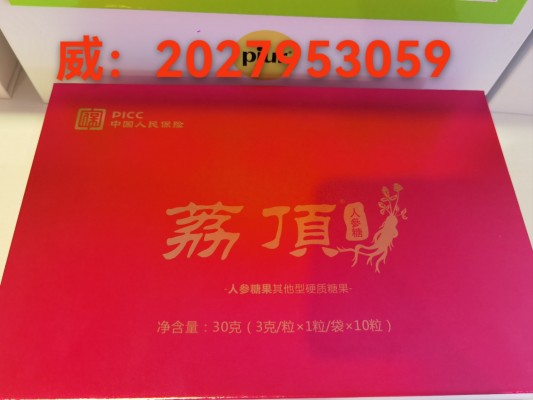 威：2027953059
plus
PICC
中国人民保险
荔頂
人参糖
-人参糖果其他型硬质糖果-
净含量：30克（3克/粒×1粒/袋×10粒）